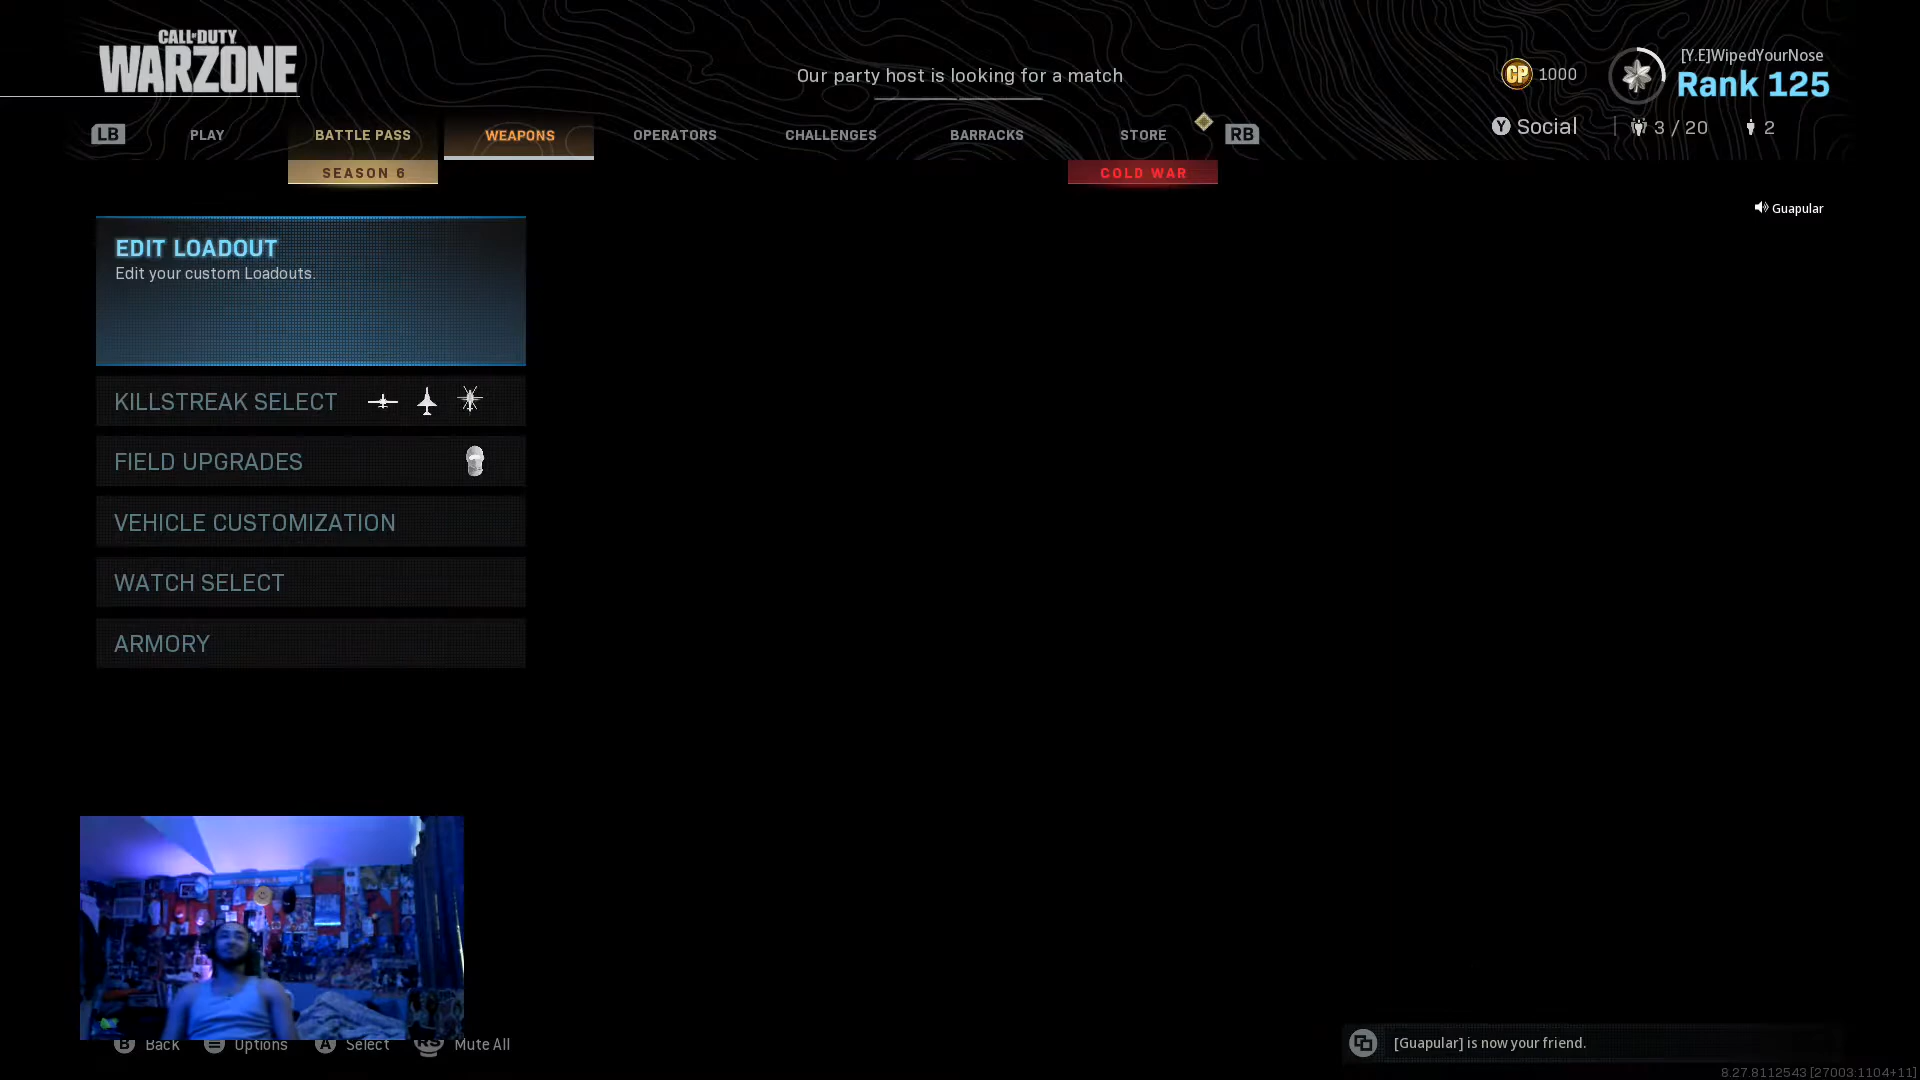 CALL OF DUTY
WARZONE
Our party host is looking for a match
CP 1000
[Y.E]WipedYourNose
Rank 125
LB PLAY BATTLE PASS WEAPONS OPERATORS CHALLENGES BARRACKS STORE RB
Y Social 3 / 20 2
SEASON 6
COLD WAR
Guapular
EDIT LOADOUT
Edit your custom Loadouts.
KILLSTREAK SELECT
FIELD UPGRADES
VEHICLE CUSTOMIZATION
WATCH SELECT
ARMORY
B Back Options A Select RS Mute All
[Guapular] is now your friend.
8.27.8112543 [27003:1104+11]